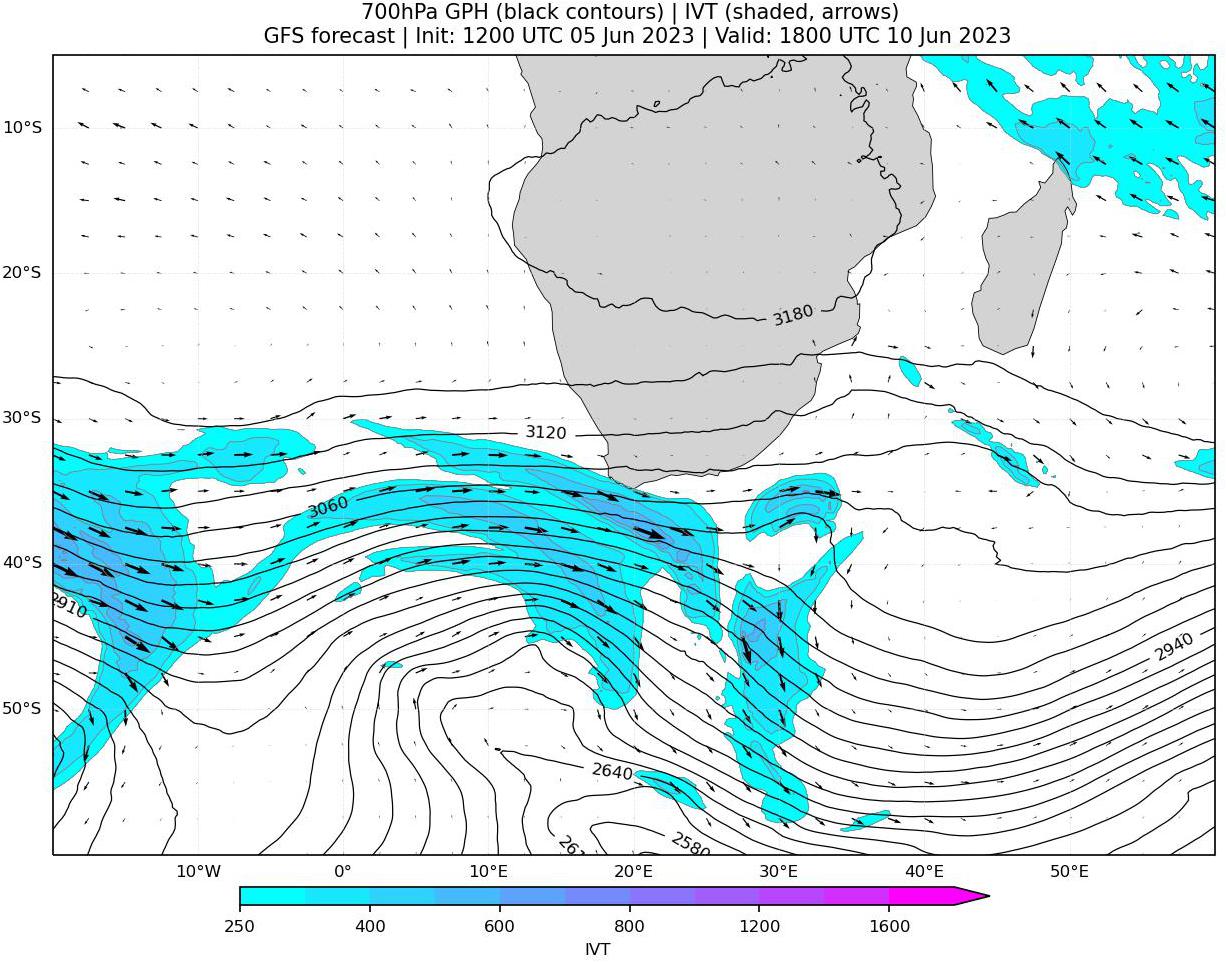 700hPa GPH (black contours) | IVT (shaded, arrows)
GFS forecast | Init: 1200 UTC 05 Jun 2023 | Valid: 1800 UTC 10 Jun 2023
10°S
20°S
3180
30°S
3120
3060
40°S
2910
2940
50°S
2640
2580
10°W 0° 10°E 20°E 30°E 40°E 50°E
250 400 600 800 1200 1600
IVT